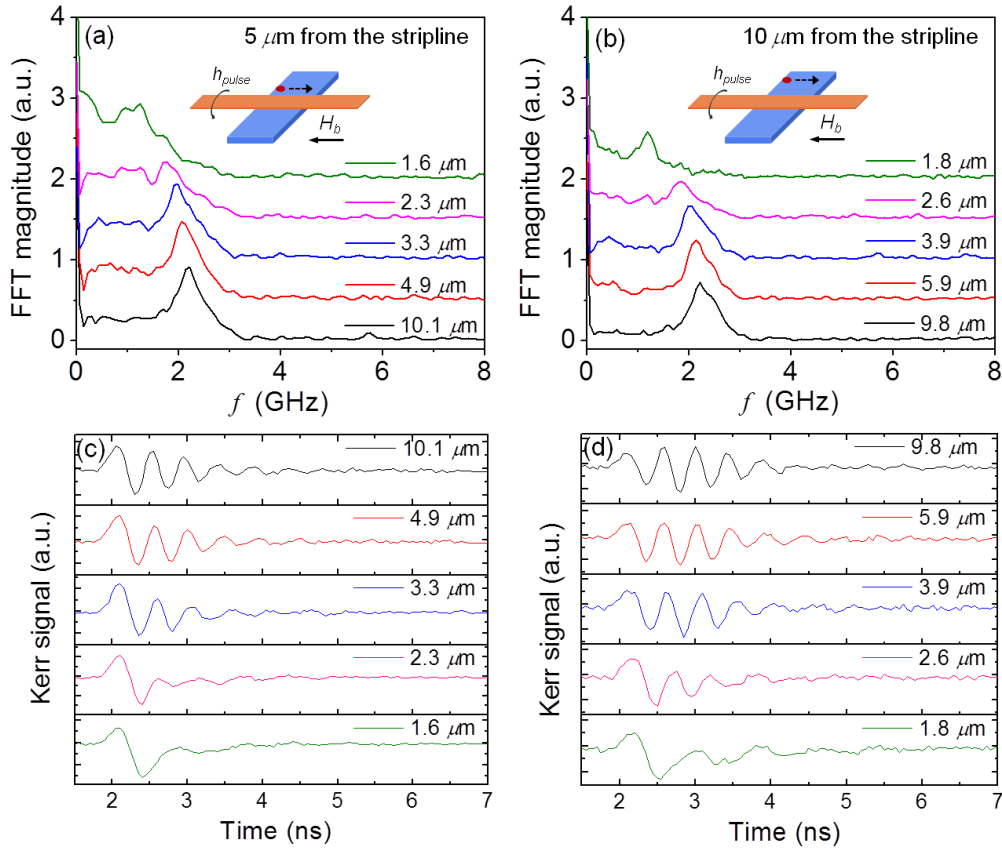 (a) 5 μm from the stripline
h_pulse
H_b
1.6 μm
2.3 μm
3.3 μm
4.9 μm
10.1 μm
4
3
2
1
0
FFT magnitude (a.u.)
0 2 4 6 8
f (GHz)
(b) 10 μm from the stripline
h_pulse
H_b
1.8 μm
2.6 μm
3.9 μm
5.9 μm
9.8 μm
4
3
2
1
0
FFT magnitude (a.u.)
0 2 4 6 8
f (GHz)
(c)
10.1 μm
4.9 μm
3.3 μm
2.3 μm
1.6 μm
Kerr signal (a.u.)
2 3 4 5 6 7
Time (ns)
(d)
9.8 μm
5.9 μm
3.9 μm
2.6 μm
1.8 μm
Kerr signal (a.u.)
2 3 4 5 6 7
Time (ns)